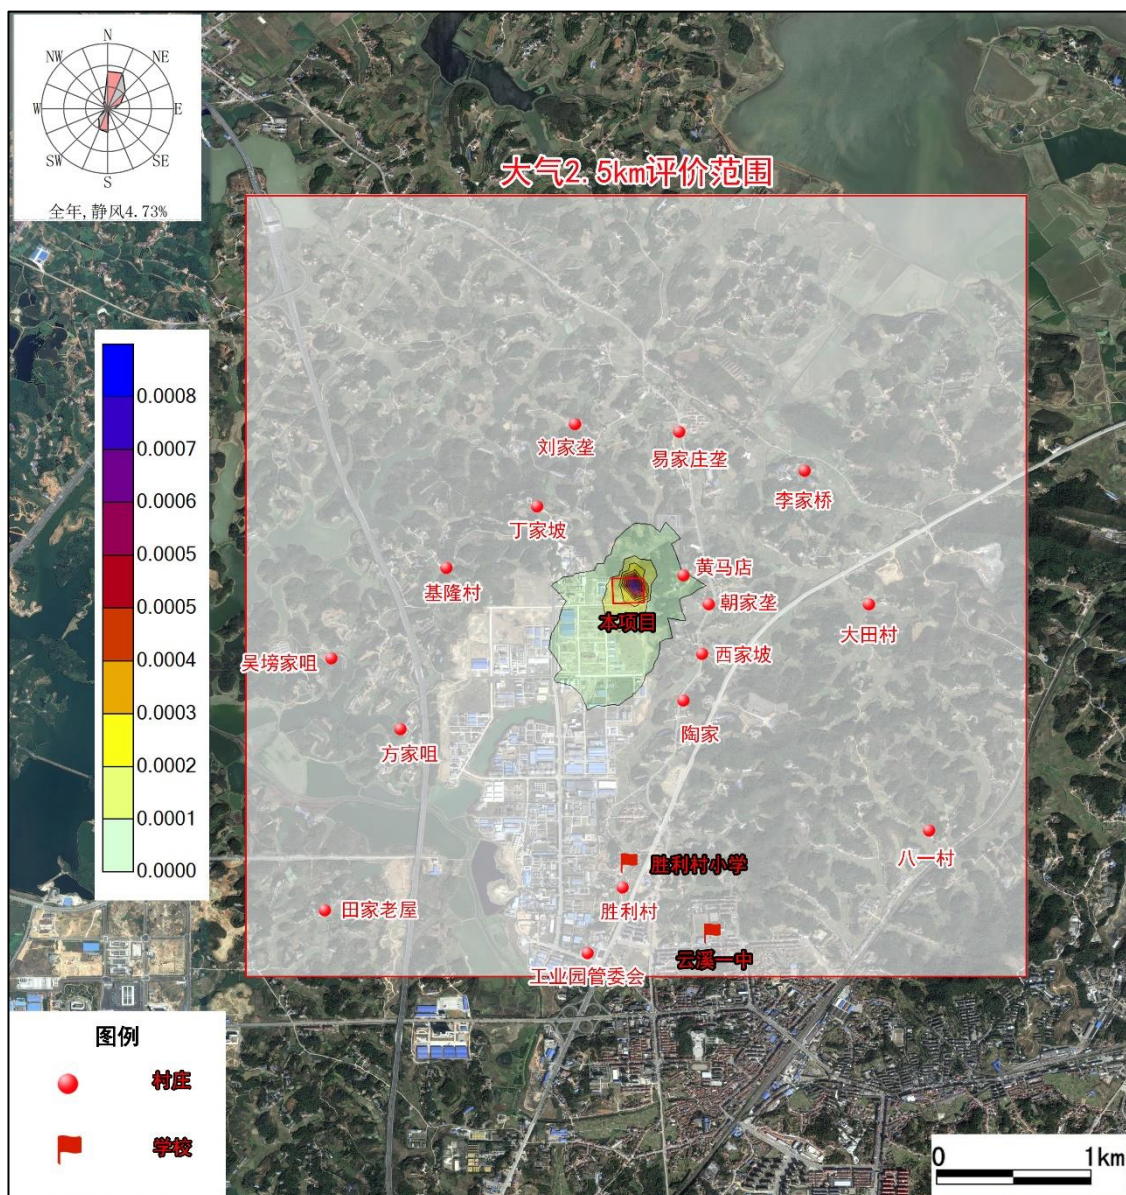 N
NW
NE
W
E
SW
SE
S
全年,静风4.73%
大气2.5km评价范围
0.0008
0.0007
0.0006
0.0005
0.0005
0.0004
0.0003
0.0002
0.0001
0.0000
刘家垄
易家庄垄
李家桥
丁家坡
黄马店
基隆村
朝家垄
大田村
本项目
西家坡
吴塝家咀
陶家
方家咀
八一村
胜利村小学
田家老屋
胜利村
云溪一中
工业园管委会
图例
村庄
学校
0 1km